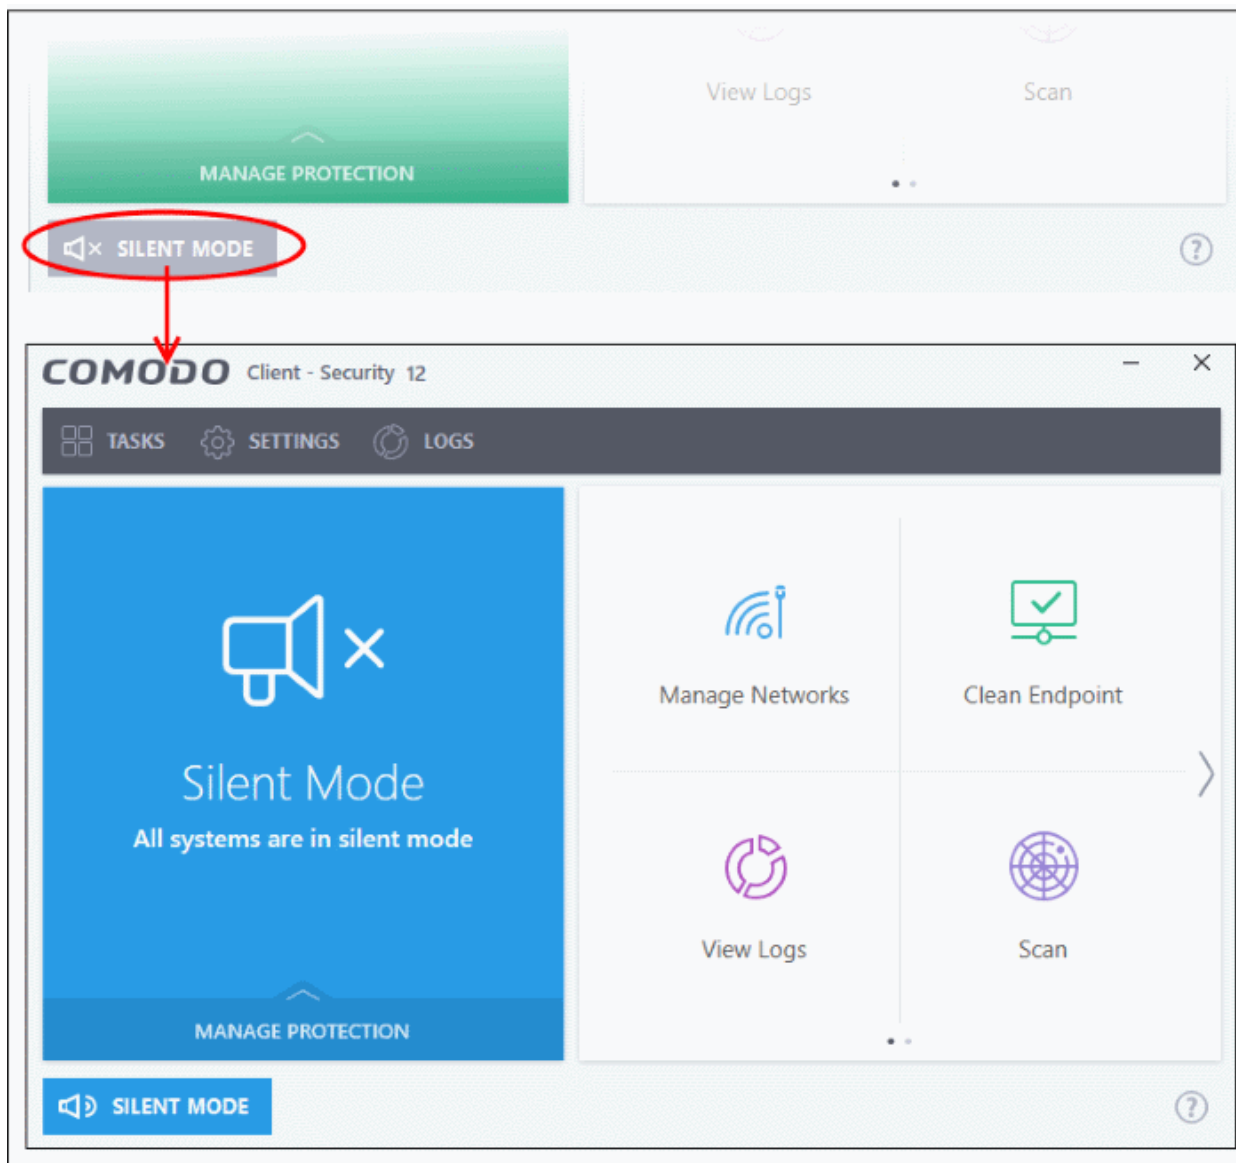 View Logs
Scan
MANAGE PROTECTION
SILENT MODE
?
COMODO Client - Security 12
TASKS SETTINGS LOGS
Manage Networks
Clean Endpoint
Silent Mode
All systems are in silent mode
View Logs
Scan
MANAGE PROTECTION
SILENT MODE
?